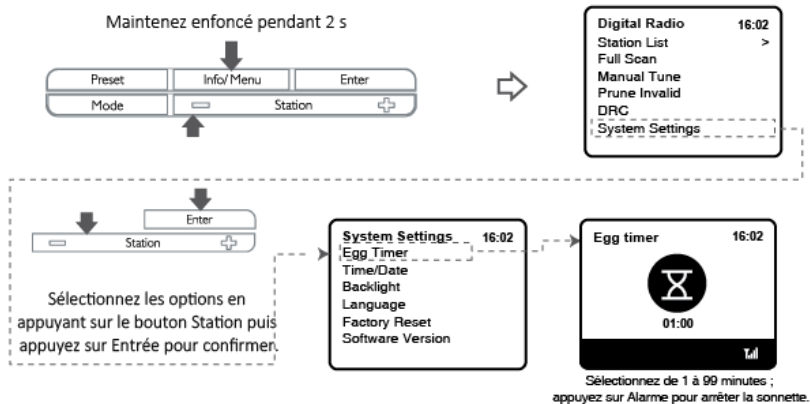 Maintenez enfoncé pendant 2 s
Preset Info/Menu Enter
Mode Station
Digital Radio 16:02
Station List >
Full Scan
Manual Tune
Prune Invalid
DRC
System Settings
Enter
Station
Sélectionnez les options en
appuyant sur le bouton Station puis
appuyez sur Entrée pour confirmer.
System Settings 16:02
Egg Timer
Time/Date
Backlight
Language
Factory Reset
Software Version
Egg timer 16:02
01:00
Sélectionnez de 1 à 99 minutes ;
appuyez sur Alarme pour arrêter la sonnette.